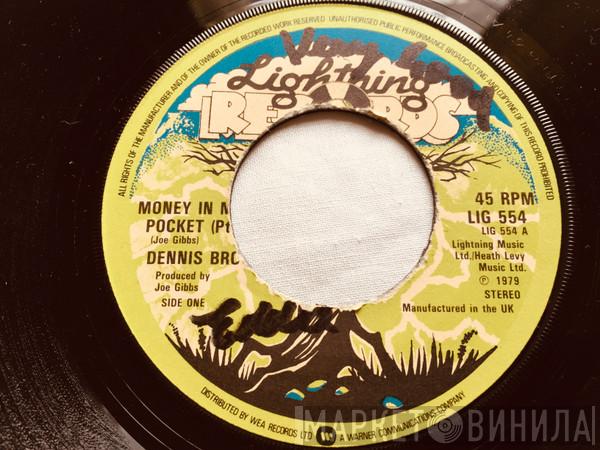 ALL RIGHTS OF THE MANUFACTURER AND OF THE OWNER OF THE RECORDED WORK RESERVED UNAUTHORISED PUBLIC PERFORMANCE BROADCASTING AND COPYING OF THIS RECORD PROHIBITED
Lightning
RECORDS
MONEY IN M
POCKET (Pt
(Joe Gibbs)
DENNIS BRO
Produced by
Joe Gibbs
SIDE ONE
45 RPM
LIG 554
LIG 554 A
Lightning Music
Ltd./Heath Levy
Music Ltd.
℗ 1979
STEREO
Manufactured in the UK
DISTRIBUTED BY WEA RECORDS LTD. A WARNER COMMUNICATIONS COMPANY
МАРКЕТ ВИНИЛА